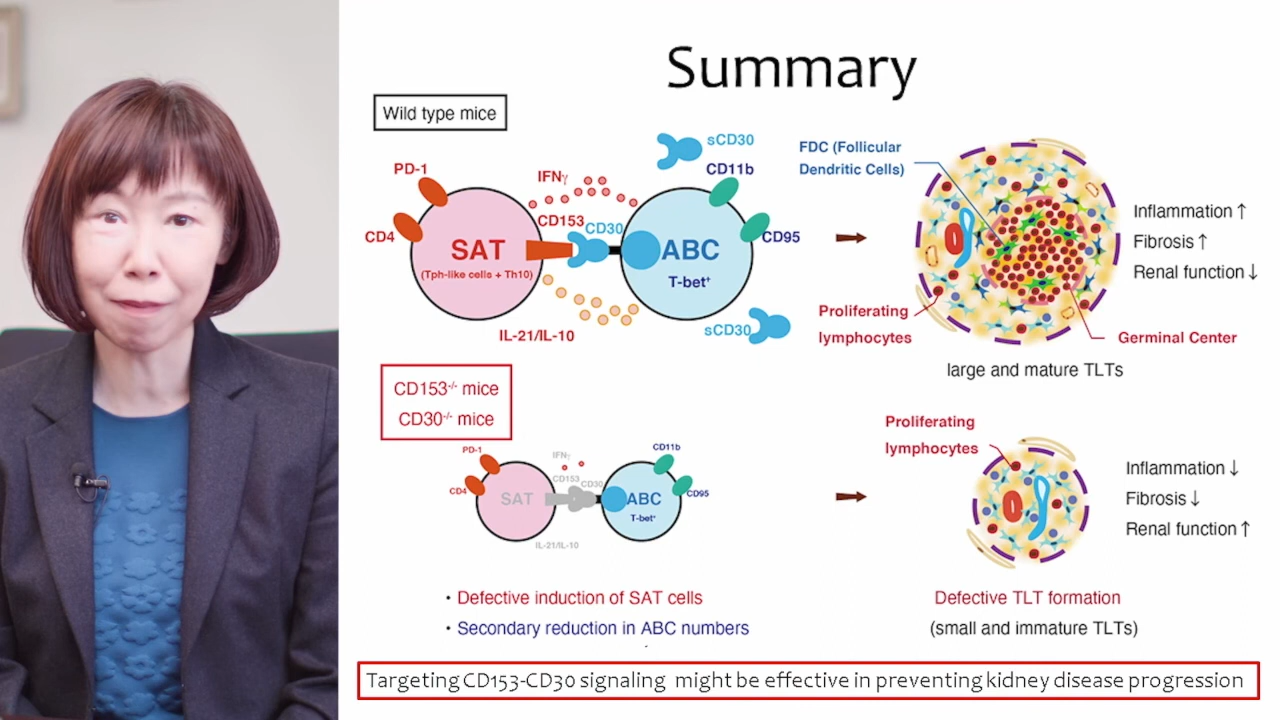 Summary
Wild type mice
sCD30
PD-1
IFNγ
CD11b
FDC (Follicular
Dendritic Cells)
CD153
CD30
CD4
CD95
SAT
ABC
(Tph-like cells + Th10)
T-bet⁺
Inflammation ↑
Fibrosis ↑
Renal function ↓
IL-21/IL-10
sCD30
Proliferating
lymphocytes
Germinal Center
large and mature TLTs
CD153-/- mice
CD30-/- mice
Proliferating
lymphocytes
PD-1
IFNγ
CD11b
CD153
CD30
CD4
CD95
SAT
ABC
T-bet⁺
IL-21/IL-10
Inflammation ↓
Fibrosis ↓
Renal function ↑
• Defective induction of SAT cells
• Secondary reduction in ABC numbers
Defective TLT formation
(small and immature TLTs)
Targeting CD153-CD30 signaling might be effective in preventing kidney disease progression